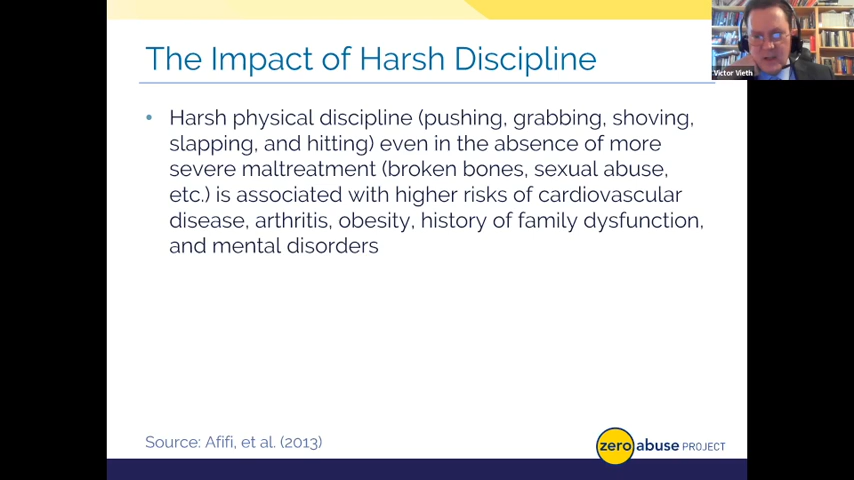 The Impact of Harsh Discipline
Victor Vieth
• Harsh physical discipline (pushing, grabbing, shoving,
slapping, and hitting) even in the absence of more
severe maltreatment (broken bones, sexual abuse,
etc.) is associated with higher risks of cardiovascular
disease, arthritis, obesity, history of family dysfunction,
and mental disorders
Source: Afifi, et al. (2013)
zero abuse PROJECT